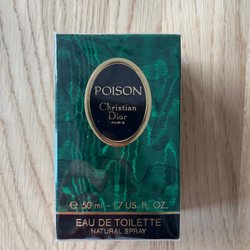 POISON
Christian
Dior
PARIS
℮ 50 ml - 1.7 US. FL. OZ.
EAU DE TOILETTE
NATURAL SPRAY